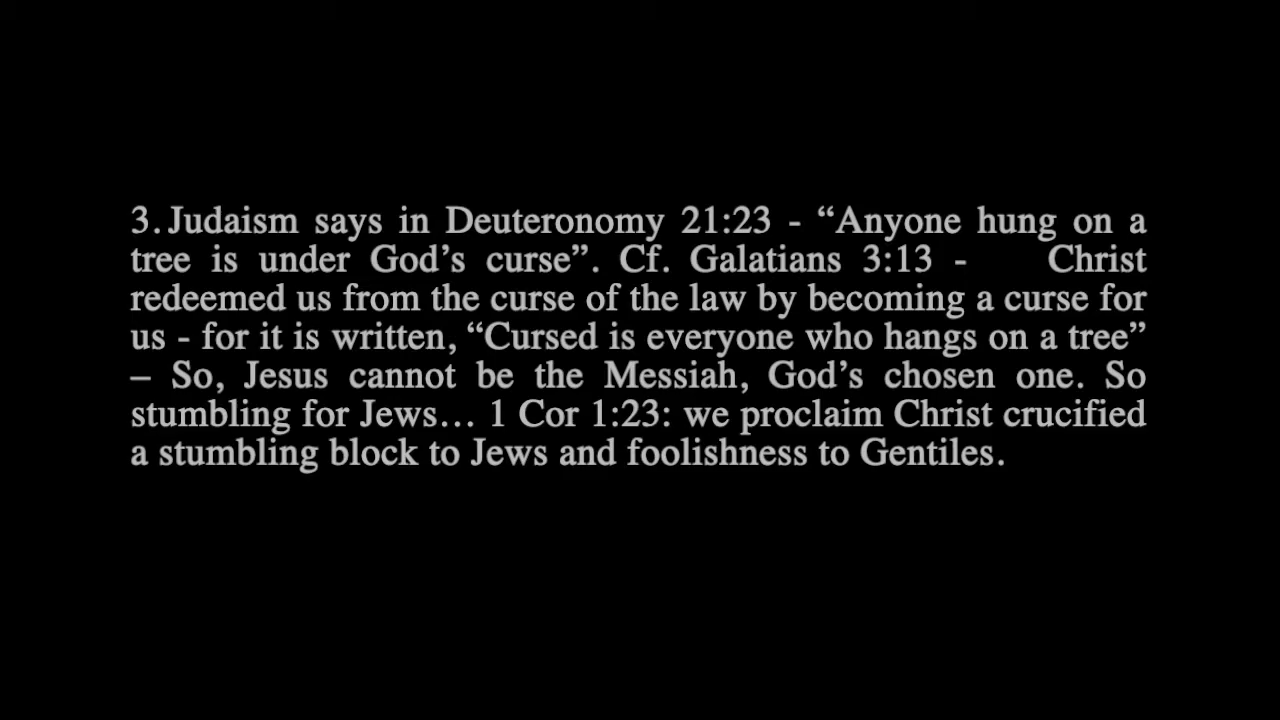 3. Judaism says in Deuteronomy 21:23 - “Anyone hung on a
tree is under God’s curse”. Cf. Galatians 3:13 - Christ
redeemed us from the curse of the law by becoming a curse for
us - for it is written, “Cursed is everyone who hangs on a tree”
– So, Jesus cannot be the Messiah, God’s chosen one. So
stumbling for Jews… 1 Cor 1:23: we proclaim Christ crucified
a stumbling block to Jews and foolishness to Gentiles.